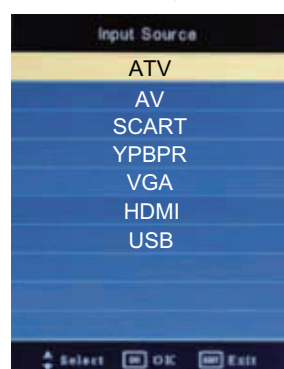 Input Source
ATV
AV
SCART
YPBPR
VGA
HDMI
USB
Select OK Exit